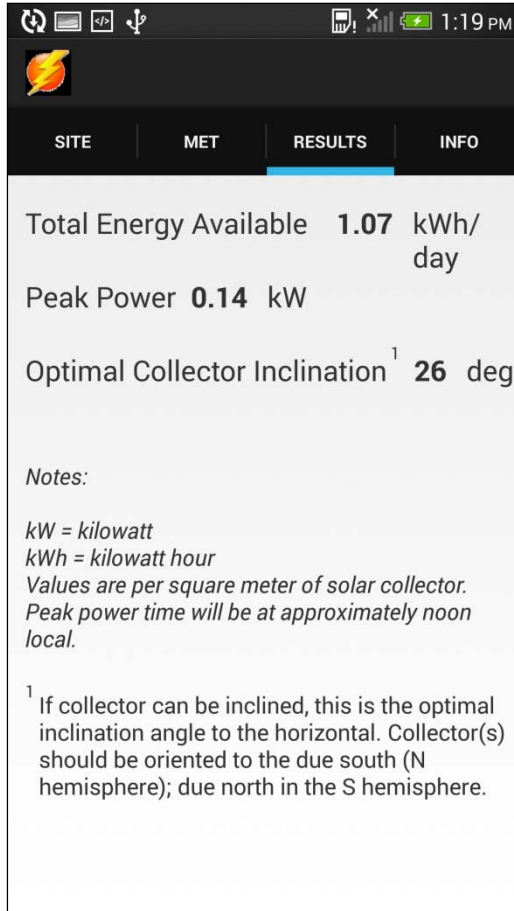 1:19 PM
SITE MET RESULTS INFO
Total Energy Available 1.07 kWh/
day
Peak Power 0.14 kW
Optimal Collector Inclination 1 26 deg
Notes:
kW = kilowatt
kWh = kilowatt hour
Values are per square meter of solar collector.
Peak power time will be at approximately noon
local.
1 If collector can be inclined, this is the optimal
inclination angle to the horizontal. Collector(s)
should be oriented to the due south (N
hemisphere); due north in the S hemisphere.